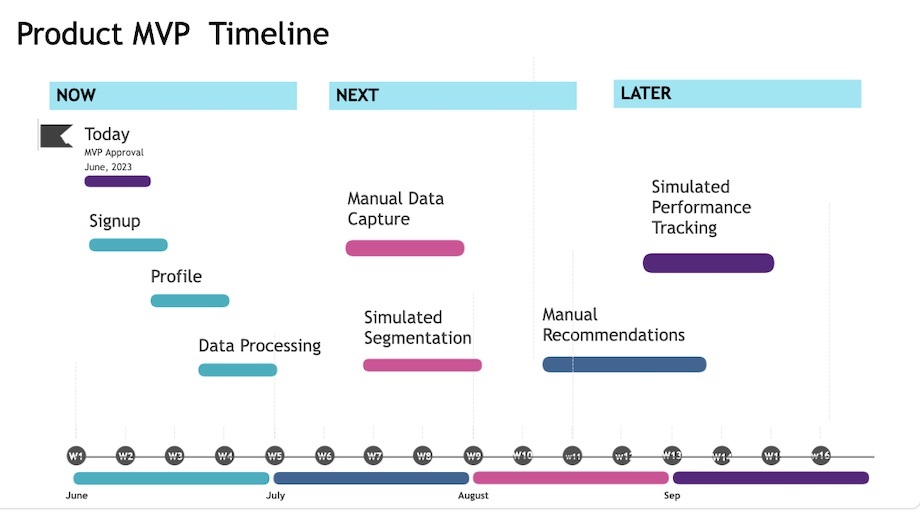 Product MVP Timeline
NOW
NEXT
LATER
Today
MVP Approval
June, 2023
Signup
Profile
Data Processing
Manual Data
Capture
Simulated
Segmentation
Manual
Recommendations
Simulated
Performance
Tracking
W1 W2 W3 W4 W5 W6 W7 W8 W9 W10 w11 w12 W13 w14 W15 w16
June July August Sep